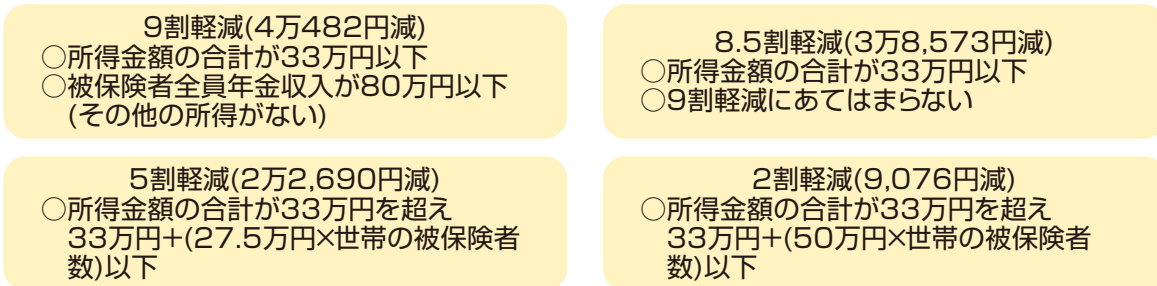 9割軽減(4万482円減)
○所得金額の合計が33万円以下
○被保険者全員年金収入が80万円以下
(その他の所得がない)
8.5割軽減(3万8,573円減)
○所得金額の合計が33万円以下
○9割軽減にあてはまらない
5割軽減(2万2,690円減)
○所得金額の合計が33万円を超え
33万円+(27.5万円×世帯の被保険者
数)以下
2割軽減(9,076円減)
○所得金額の合計が33万円を超え
33万円+(50万円×世帯の被保険者
数)以下